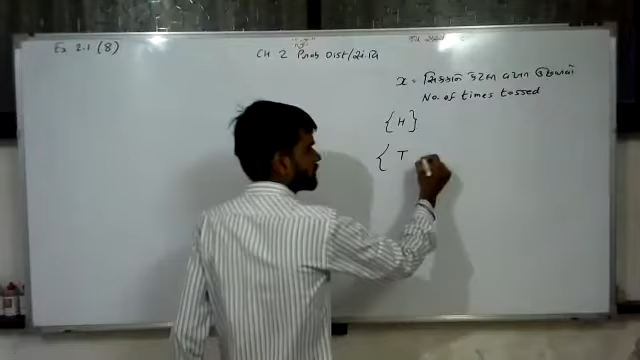 Ex 2.1 (8)
CH 2 Prob Dist/સં.વિ
x = સિક્કાને કેટલા વખત ઉછાળવો
No. of times tossed
{H}
{ T